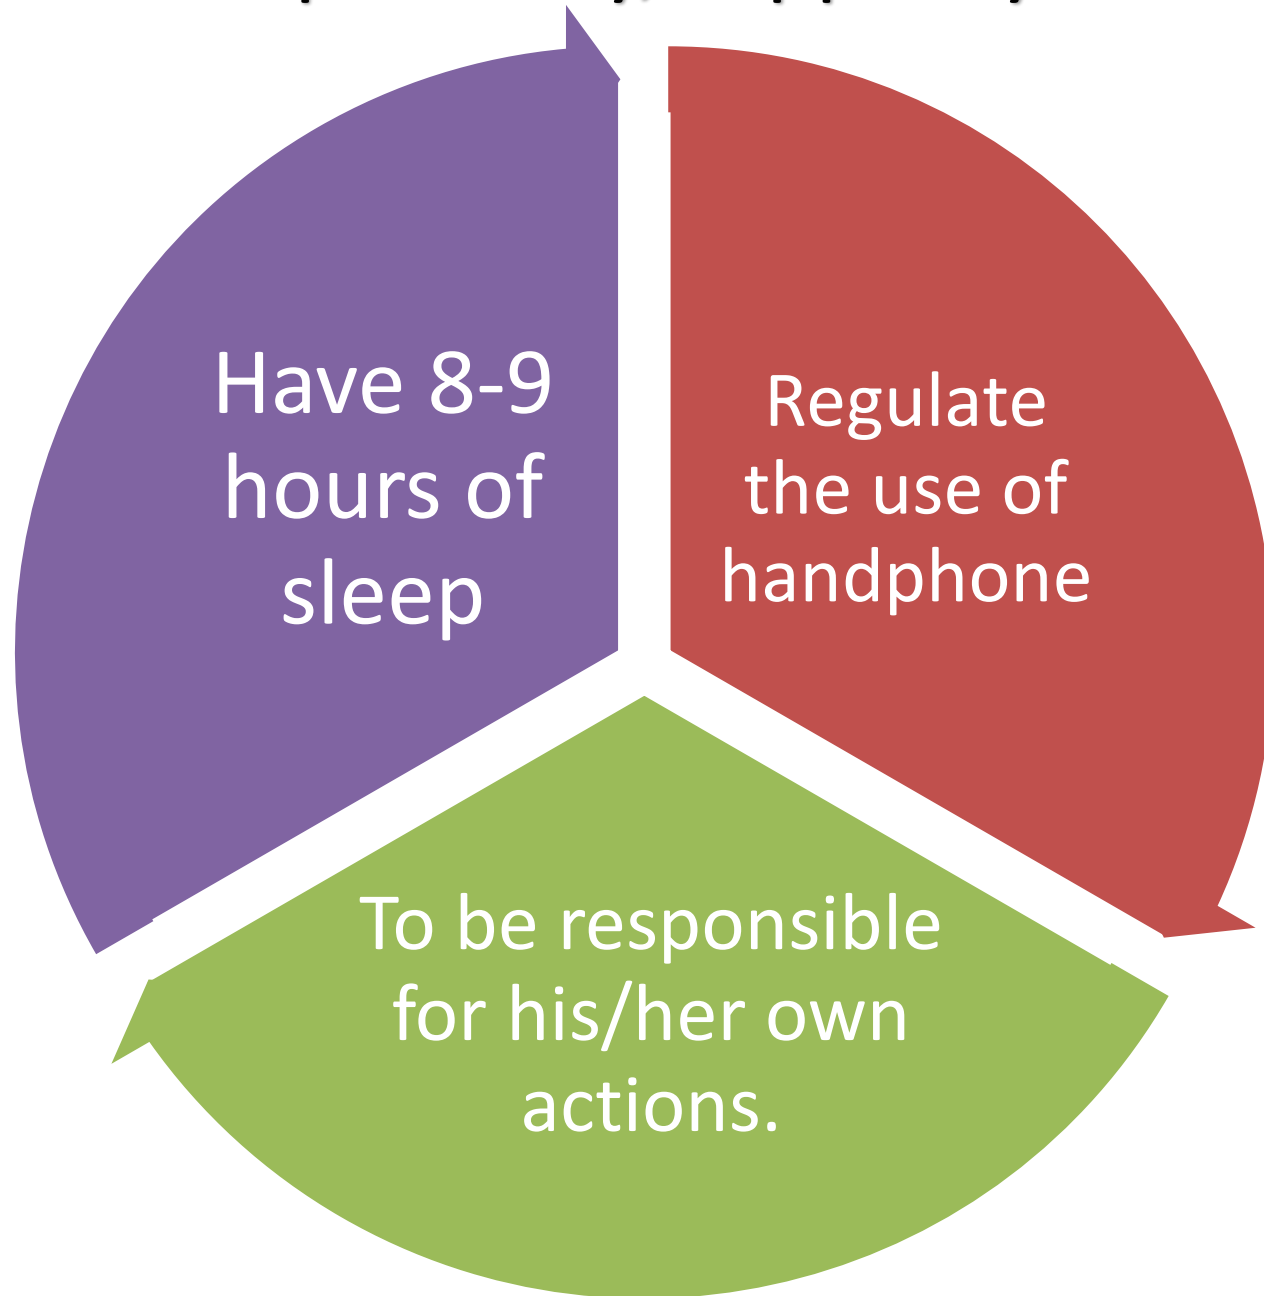 Have 8-9
hours of
sleep
Regulate
the use of
handphone
To be responsible
for his/her own
actions.